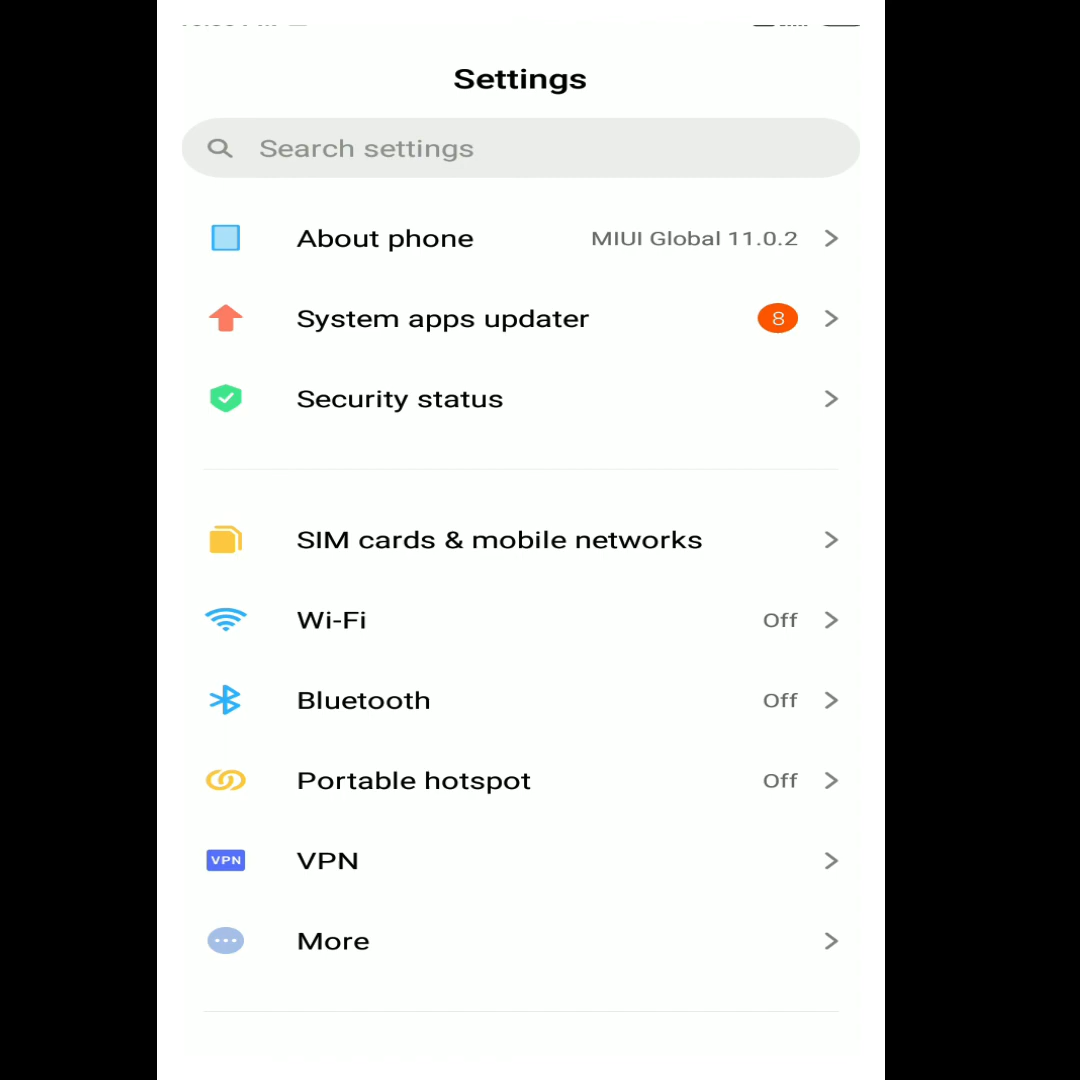 Settings
Search settings
About phone MIUI Global 11.0.2
System apps updater 8
Security status
SIM cards & mobile networks
Wi-Fi Off
Bluetooth Off
Portable hotspot Off
VPN VPN
More